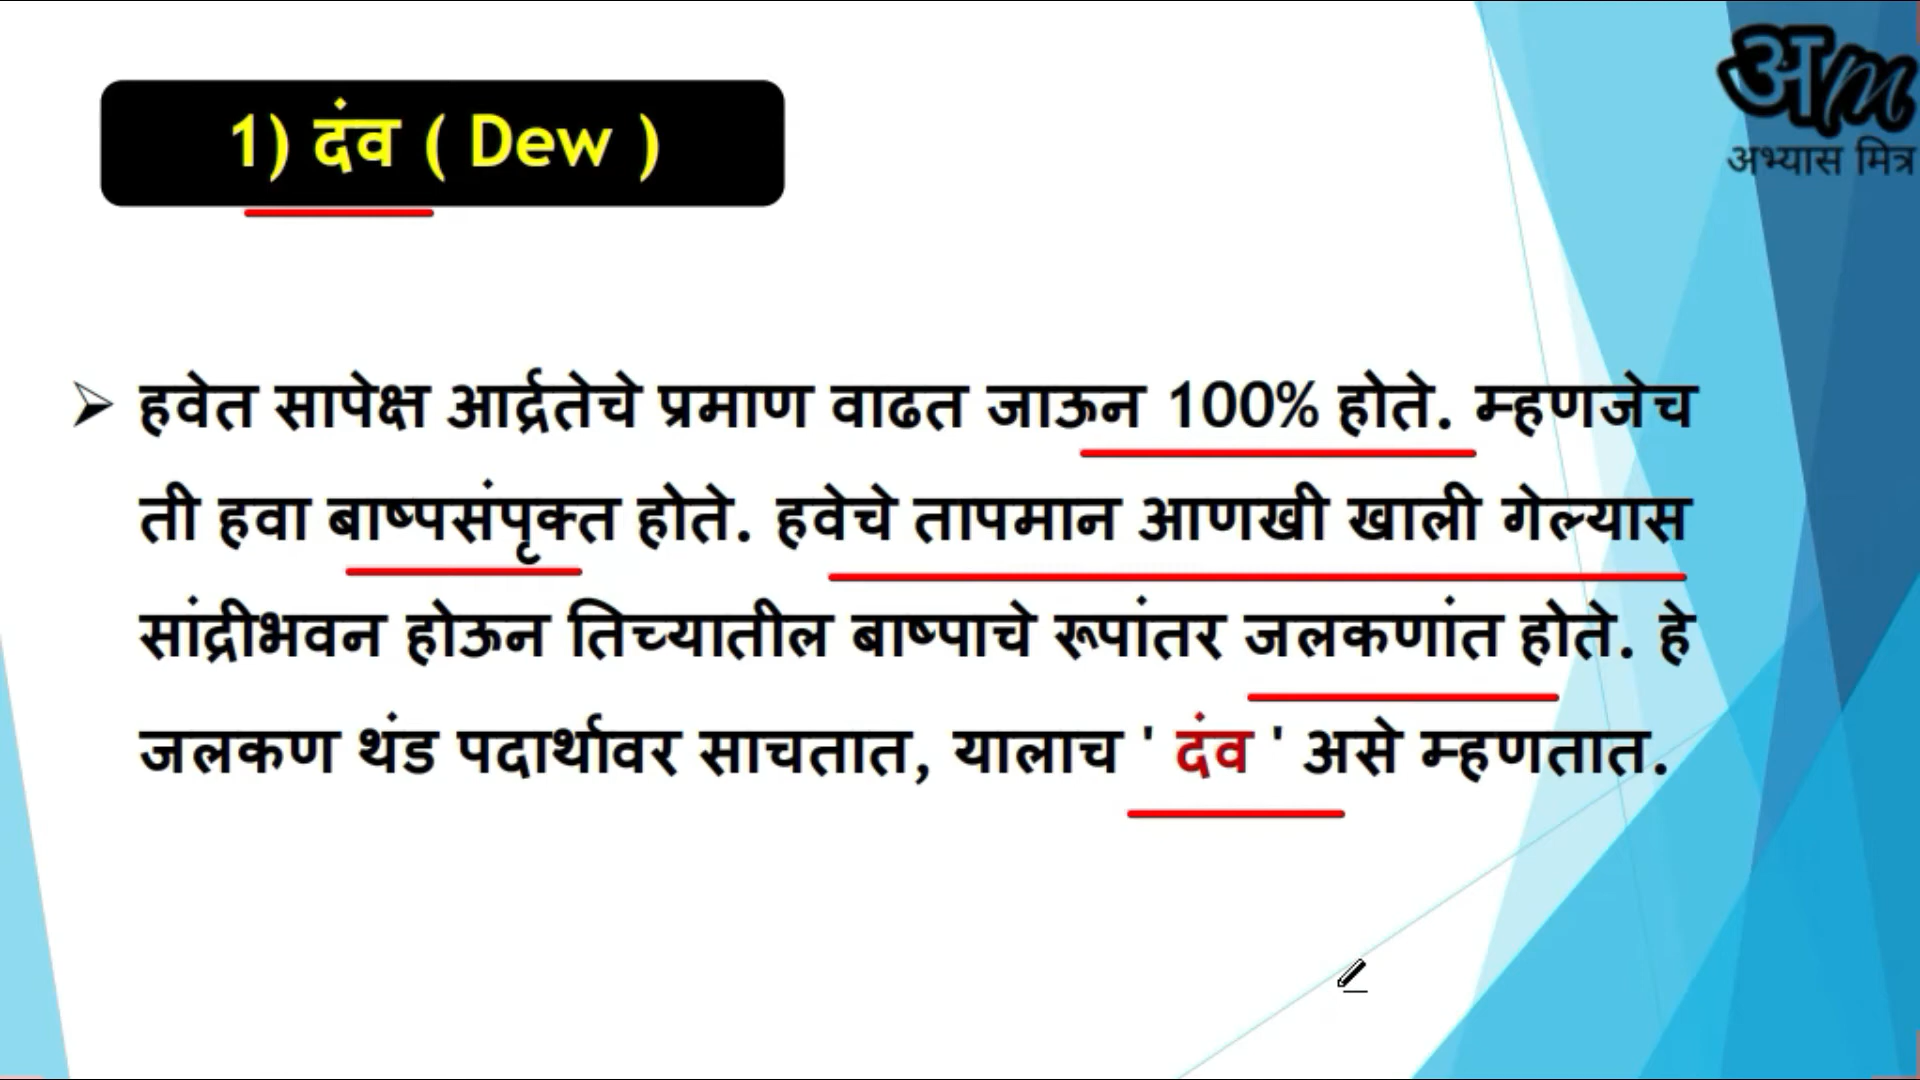 अm
अभ्यास मित्र
1) दंव ( Dew )
➢ हवेत सापेक्ष आर्द्रतेचे प्रमाण वाढत जाऊन 100% होते. म्हणजेच
ती हवा बाष्पसंपृक्त होते. हवेचे तापमान आणखी खाली गेल्यास
सांद्रीभवन होऊन तिच्यातील बाष्पाचे रूपांतर जलकणांत होते. हे
जलकण थंड पदार्थावर साचतात, यालाच ' दंव ' असे म्हणतात.